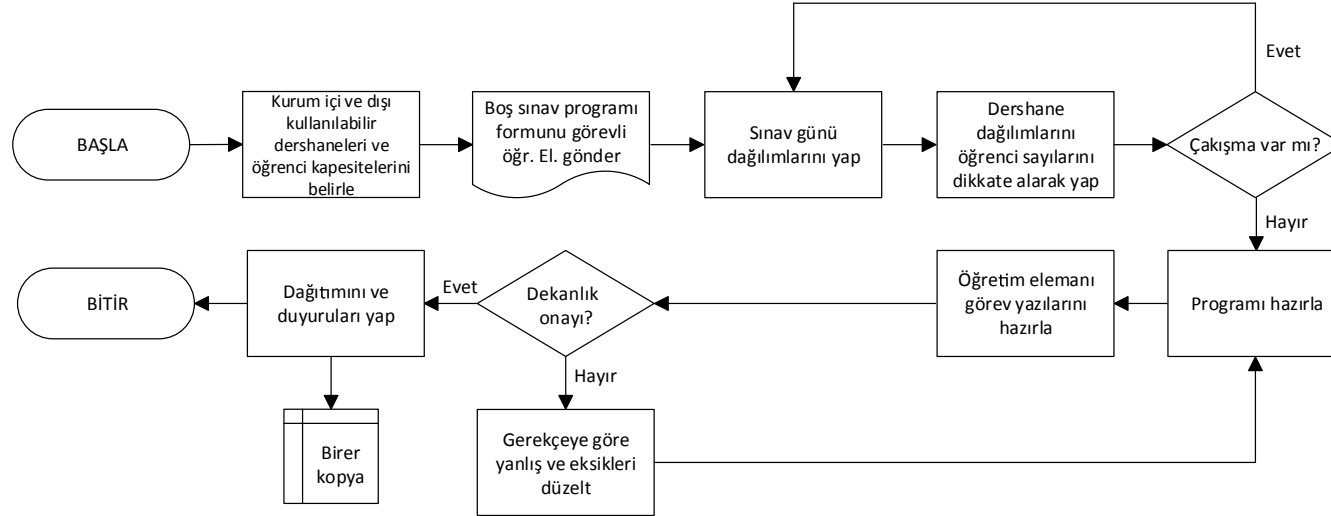 Evet
BAŞLA
Kurum içi ve dışı
kullanılabilir
dershaneleri ve
öğrenci kapesitelerini
belirle
Boş sınav programı
formunu görevli
öğr. El. gönder
Sınav günü
dağılımlarını yap
Dershane
dağılımlarını
öğrenci sayılarını
dikkate alarak yap
Çakışma var mı?
Hayır
Programı hazırla
Öğretim elemanı
görev yazılarını
hazırla
Dekanlık
onayı?
Evet
Dağıtımını ve
duyuruları yap
BİTİR
Hayır
Gerekçeye göre
yanlış ve eksikleri
düzelt
Birer
kopya